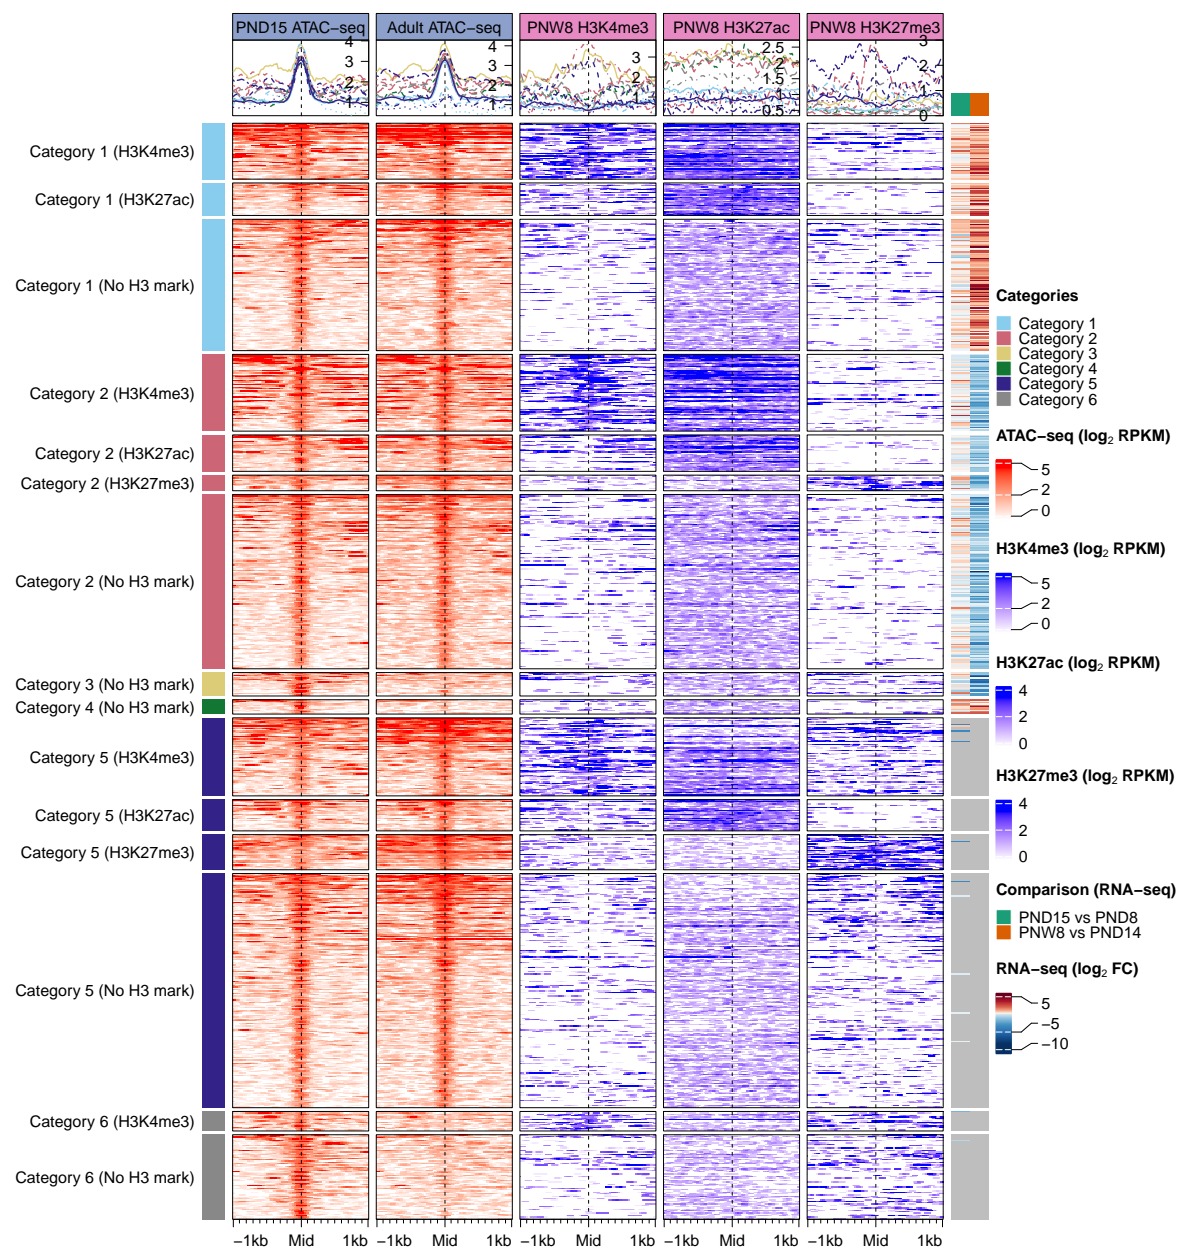 PND15 ATAC−seq
Adult ATAC−seq
PNW8 H3K4me3
PNW8 H3K27ac
PNW8 H3K27me3
4
3
2
1
4
3
2
1
3
2
1
2.5
2
1.5
1
0.5
3
2
1
0
Category 1 (H3K4me3)
Category 1 (H3K27ac)
Category 1 (No H3 mark)
Category 2 (H3K4me3)
Category 2 (H3K27ac)
Category 2 (H3K27me3)
Category 2 (No H3 mark)
Category 3 (No H3 mark)
Category 4 (No H3 mark)
Category 5 (H3K4me3)
Category 5 (H3K27ac)
Category 5 (H3K27me3)
Category 5 (No H3 mark)
Category 6 (H3K4me3)
Category 6 (No H3 mark)
−1kb Mid 1kb
−1kb Mid 1kb
−1kb Mid 1kb
−1kb Mid 1kb
−1kb Mid 1kb
Categories
Category 1
Category 2
Category 3
Category 4
Category 5
Category 6
ATAC−seq (log₂ RPKM)
5
2
0
H3K4me3 (log₂ RPKM)
5
2
0
H3K27ac (log₂ RPKM)
4
2
0
H3K27me3 (log₂ RPKM)
4
2
0
Comparison (RNA−seq)
PND15 vs PND8
PNW8 vs PND14
RNA−seq (log₂ FC)
5
−5
−10